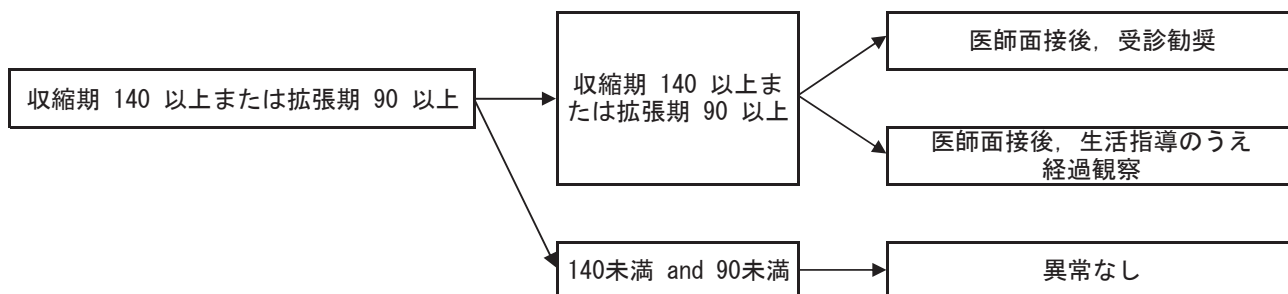 医師面接後，受診勧奨
収縮期 140 以上または拡張期 90 以上
収縮期 140 以上ま
たは拡張期 90 以上
医師面接後，生活指導のうえ
経過観察
140未満 and 90未満
異常なし